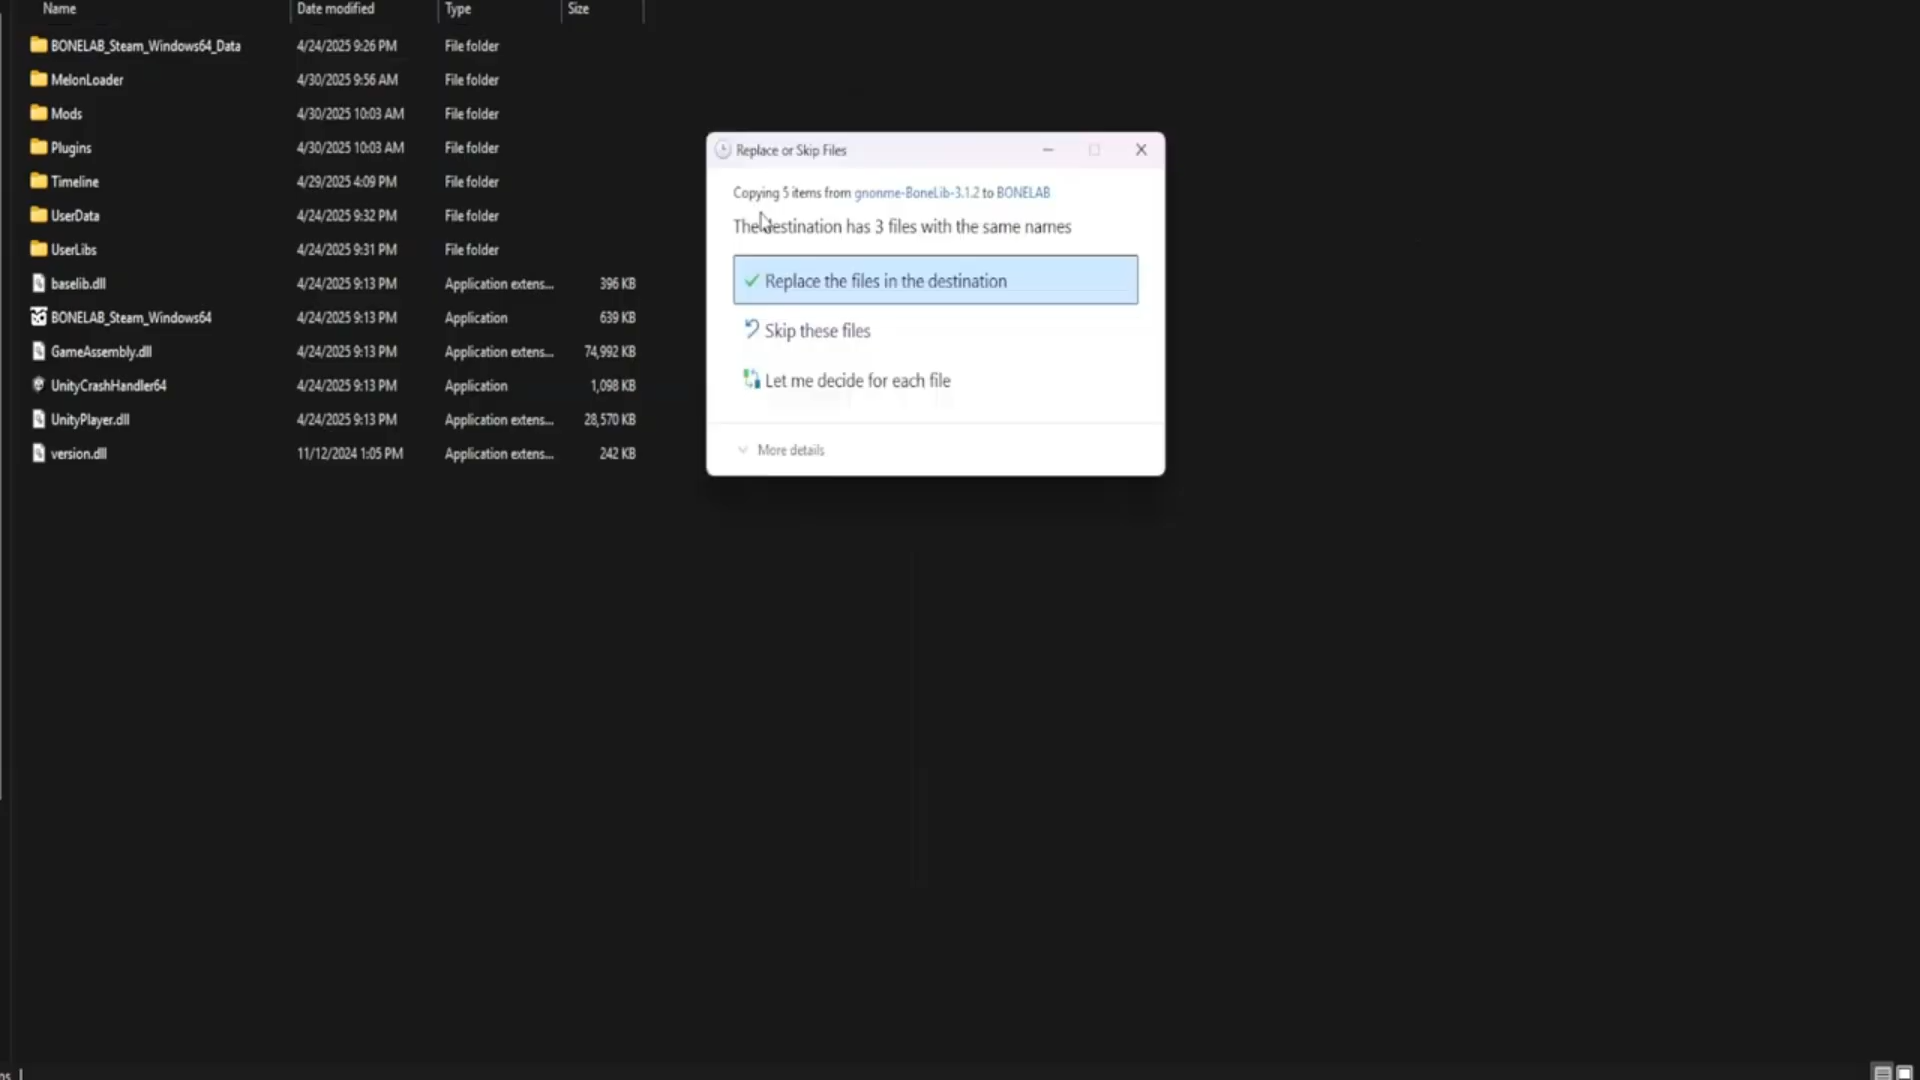 Name Date modified Type Size
BONELAB_Steam_Windows64_Data 4/24/2025 9:26 PM File folder
MelonLoader 4/30/2025 9:56 AM File folder
Mods 4/30/2025 10:03 AM File folder
Plugins 4/30/2025 10:03 AM File folder
Timeline 4/29/2025 4:09 PM File folder
UserData 4/24/2025 9:32 PM File folder
UserLibs 4/24/2025 9:31 PM File folder
baselib.dll 4/24/2025 9:13 PM Application extens... 396 KB
BONELAB_Steam_Windows64 4/24/2025 9:13 PM Application 639 KB
GameAssembly.dll 4/24/2025 9:13 PM Application extens... 74,992 KB
UnityCrashHandler64 4/24/2025 9:13 PM Application 1,098 KB
UnityPlayer.dll 4/24/2025 9:13 PM Application extens... 28,570 KB
version.dll 11/12/2024 1:05 PM Application extens... 242 KB
Replace or Skip Files
Copying 5 items from gnonme-BoneLib-3.1.2 to BONELAB
The destination has 3 files with the same names
Replace the files in the destination
Skip these files
Let me decide for each file
More details